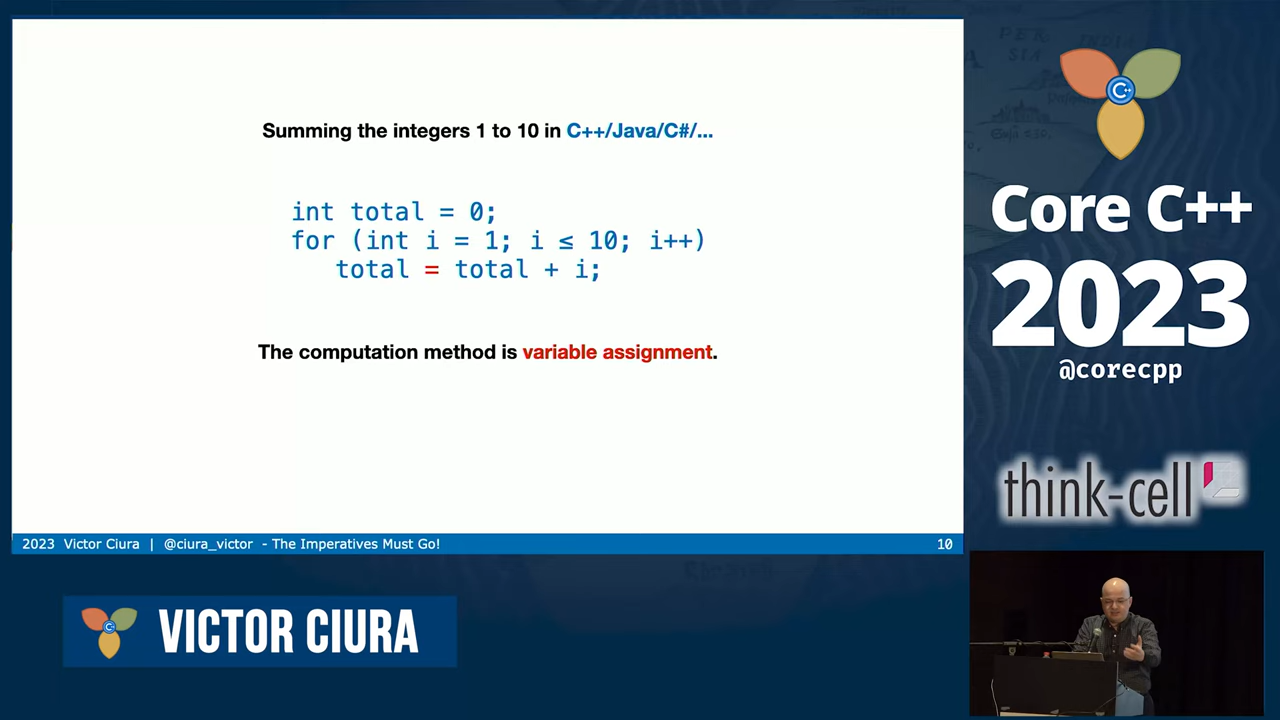 Summing the integers 1 to 10 in C++/Java/C#/...
int total = 0;
for (int i = 1; i ≤ 10; i++)
total = total + i;
The computation method is variable assignment.
2023 Victor Ciura | @ciura_victor - The Imperatives Must Go!
10
VICTOR CIURA
C++
PERSIA
INDIA
C++
Core C++
2023
@corecpp
think-cell